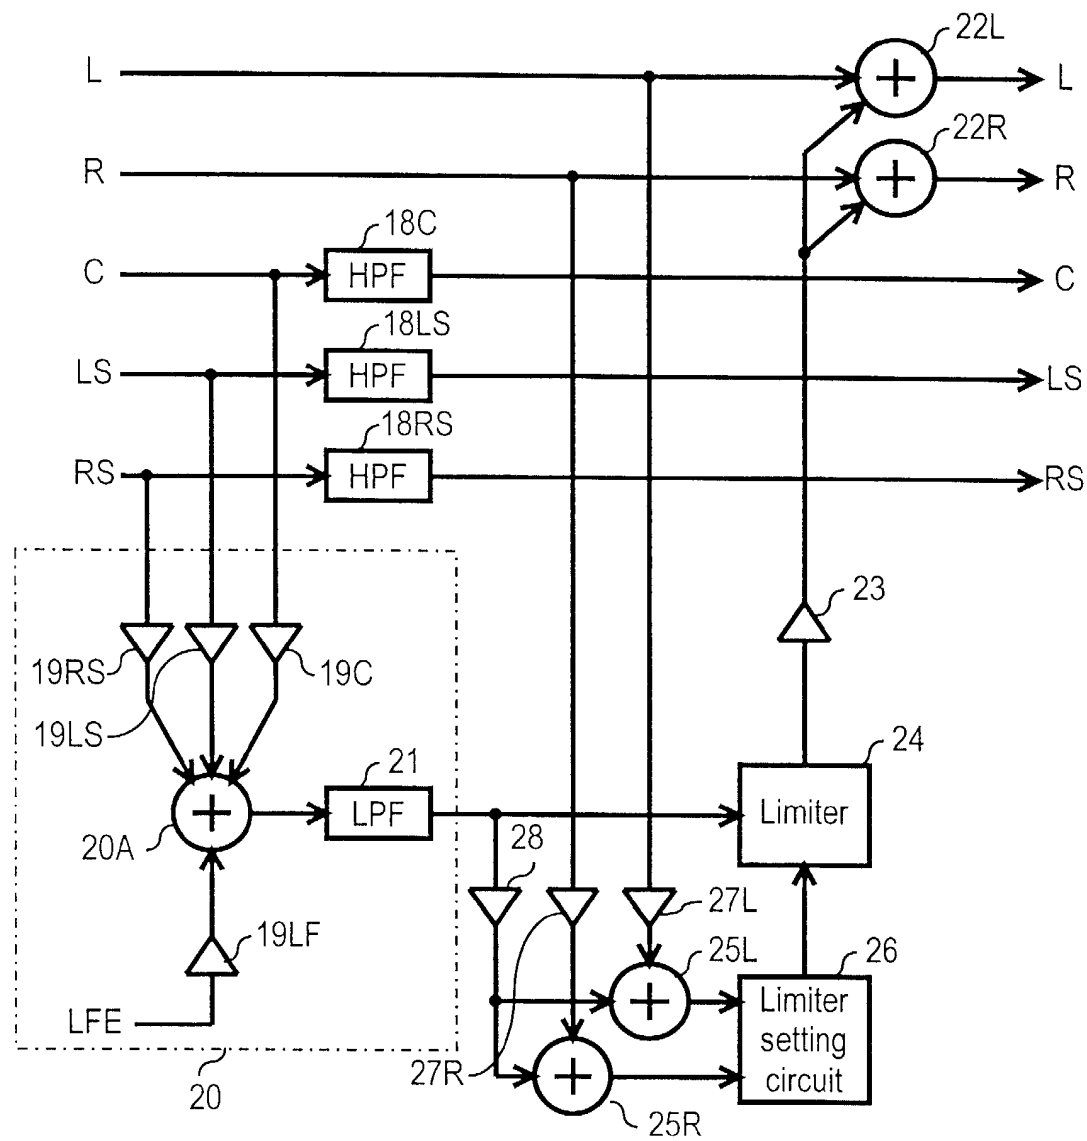 22L
L
L
22R
R
R
18C
C
HPF
C
18LS
LS
HPF
LS
18RS
RS
HPF
RS
23
19RS
19C
19LS
24
21
LPF
Limiter
20A
28
27L
19LF
25L
26
LFE
Limiter
setting
circuit
27R
20
25R